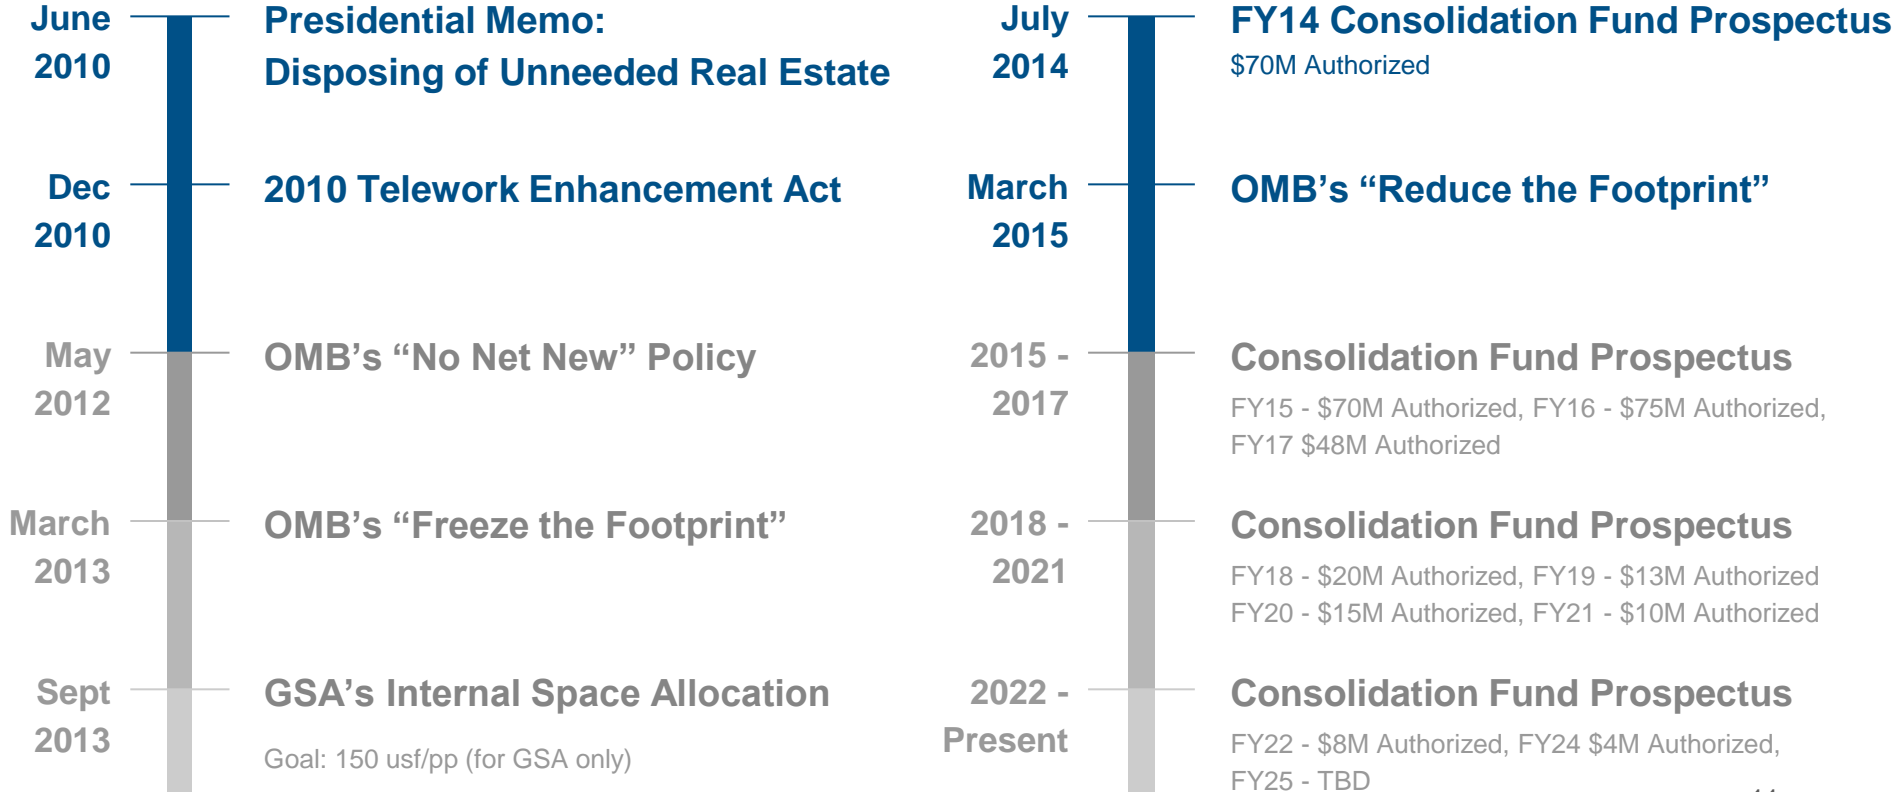 June
2010
Presidential Memo:
Disposing of Unneeded Real Estate
Dec
2010
2010 Telework Enhancement Act
May
2012
OMB’s “No Net New” Policy
March
2013
OMB’s “Freeze the Footprint”
Sept
2013
GSA’s Internal Space Allocation
Goal: 150 usf/pp (for GSA only)
July
2014
FY14 Consolidation Fund Prospectus
$70M Authorized
March
2015
OMB’s “Reduce the Footprint”
2015 -
2017
Consolidation Fund Prospectus
FY15 - $70M Authorized, FY16 - $75M Authorized,
FY17 $48M Authorized
2018 -
2021
Consolidation Fund Prospectus
FY18 - $20M Authorized, FY19 - $13M Authorized
FY20 - $15M Authorized, FY21 - $10M Authorized
2022 -
Present
Consolidation Fund Prospectus
FY22 - $8M Authorized, FY24 $4M Authorized,
FY25 - TBD